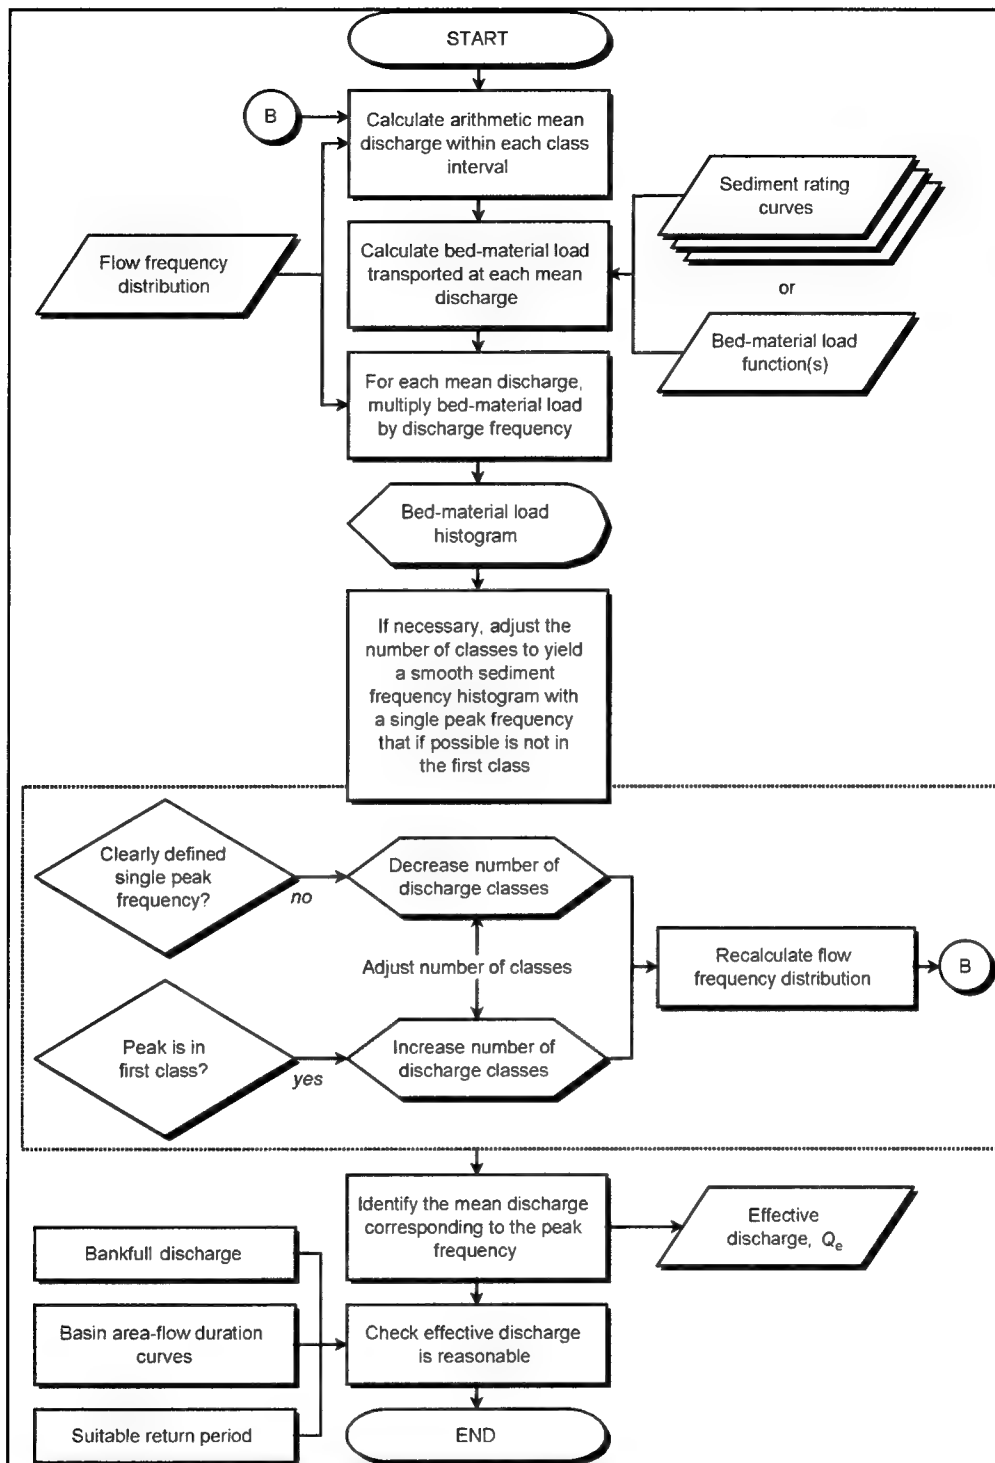 START
B
Calculate arithmetic mean
discharge within each class
interval
Sediment rating
curves
Flow frequency
distribution
Calculate bed-material load
transported at each mean
discharge
or
Bed-material load
function(s)
For each mean discharge,
multiply bed-material load
by discharge frequency
Bed-material load
histogram
If necessary, adjust the
number of classes to yield
a smooth sediment
frequency histogram with
a single peak frequency
that if possible is not in
the first class
Clearly defined
single peak
frequency?
no
Decrease number of
discharge classes
Adjust number of classes
Recalculate flow
frequency distribution
B
Peak is in
first class?
yes
Increase number of
discharge classes
Identify the mean discharge
corresponding to the peak
frequency
Effective
discharge, Qe
Bankfull discharge
Basin area-flow duration
curves
Suitable return period
Check effective discharge
is reasonable
END